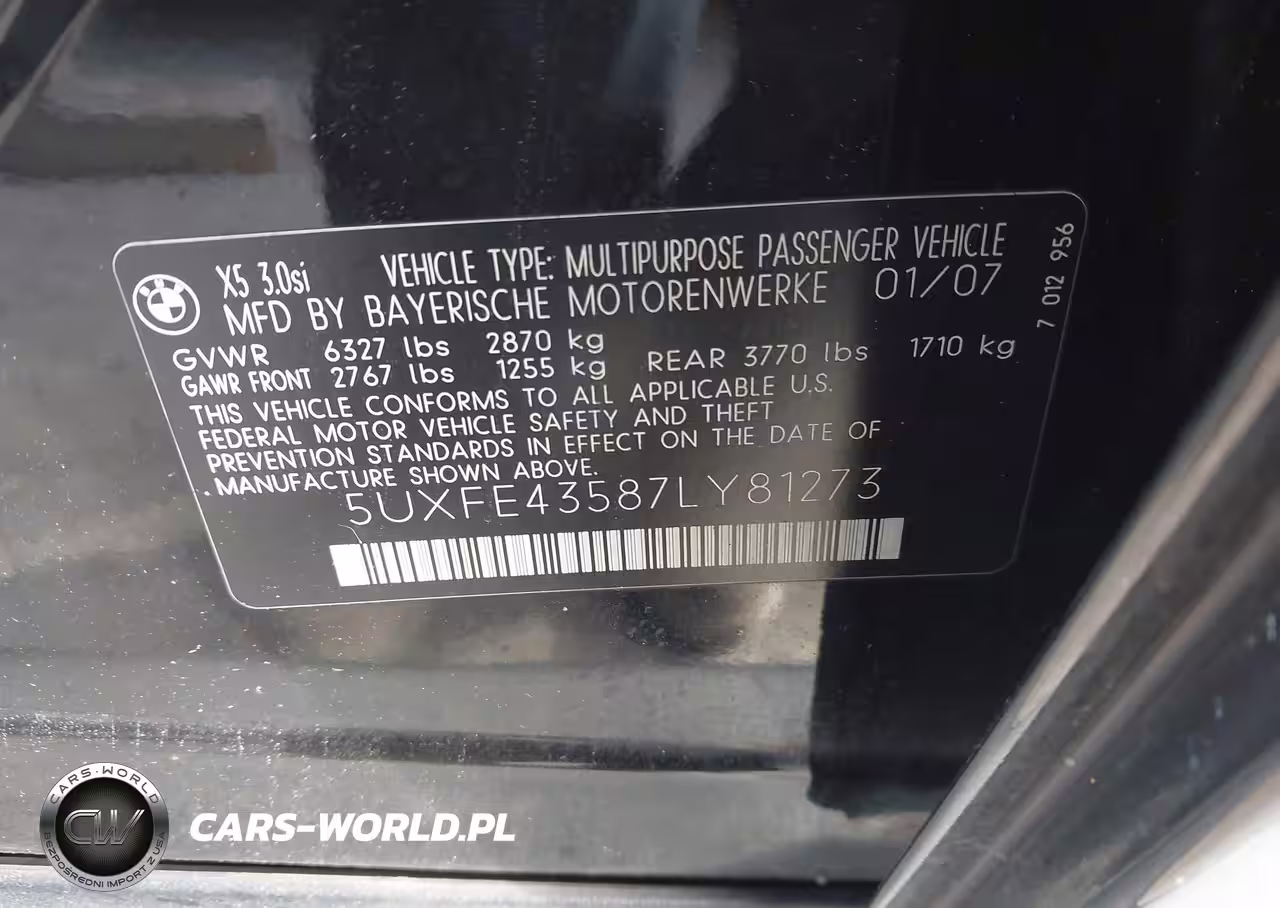 X5 3.0si VEHICLE TYPE: MULTIPURPOSE PASSENGER VEHICLE
MFD BY BAYERISCHE MOTORENWERKE 01/07
GVWR 6327 lbs 2870 kg
GAWR FRONT 2767 lbs 1255 kg REAR 3770 lbs 1710 kg
THIS VEHICLE CONFORMS TO ALL APPLICABLE U.S.
FEDERAL MOTOR VEHICLE SAFETY AND THEFT
PREVENTION STANDARDS IN EFFECT ON THE DATE OF
MANUFACTURE SHOWN ABOVE.
5UXFE43587LY81273
7 012 956
CARS-WORLD
CW
BEZPOŚREDNI IMPORT Z USA
CARS-WORLD.PL